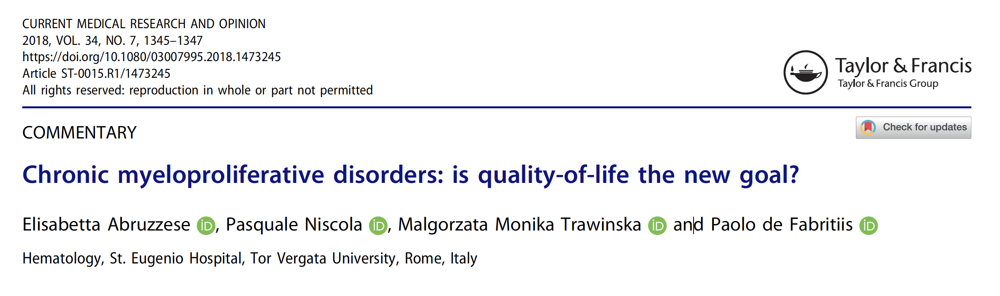 CURRENT MEDICAL RESEARCH AND OPINION
2018, VOL. 34, NO. 7, 1345–1347
https://doi.org/10.1080/03007995.2018.1473245
Article ST-0015.R1/1473245
All rights reserved: reproduction in whole or part not permitted
Taylor & Francis
Taylor & Francis Group
COMMENTARY
Check for updates
Chronic myeloproliferative disorders: is quality-of-life the new goal?
Elisabetta Abruzzese iD, Pasquale Niscola iD, Malgorzata Monika Trawinska iD and Paolo de Fabritiis iD
Hematology, St. Eugenio Hospital, Tor Vergata University, Rome, Italy